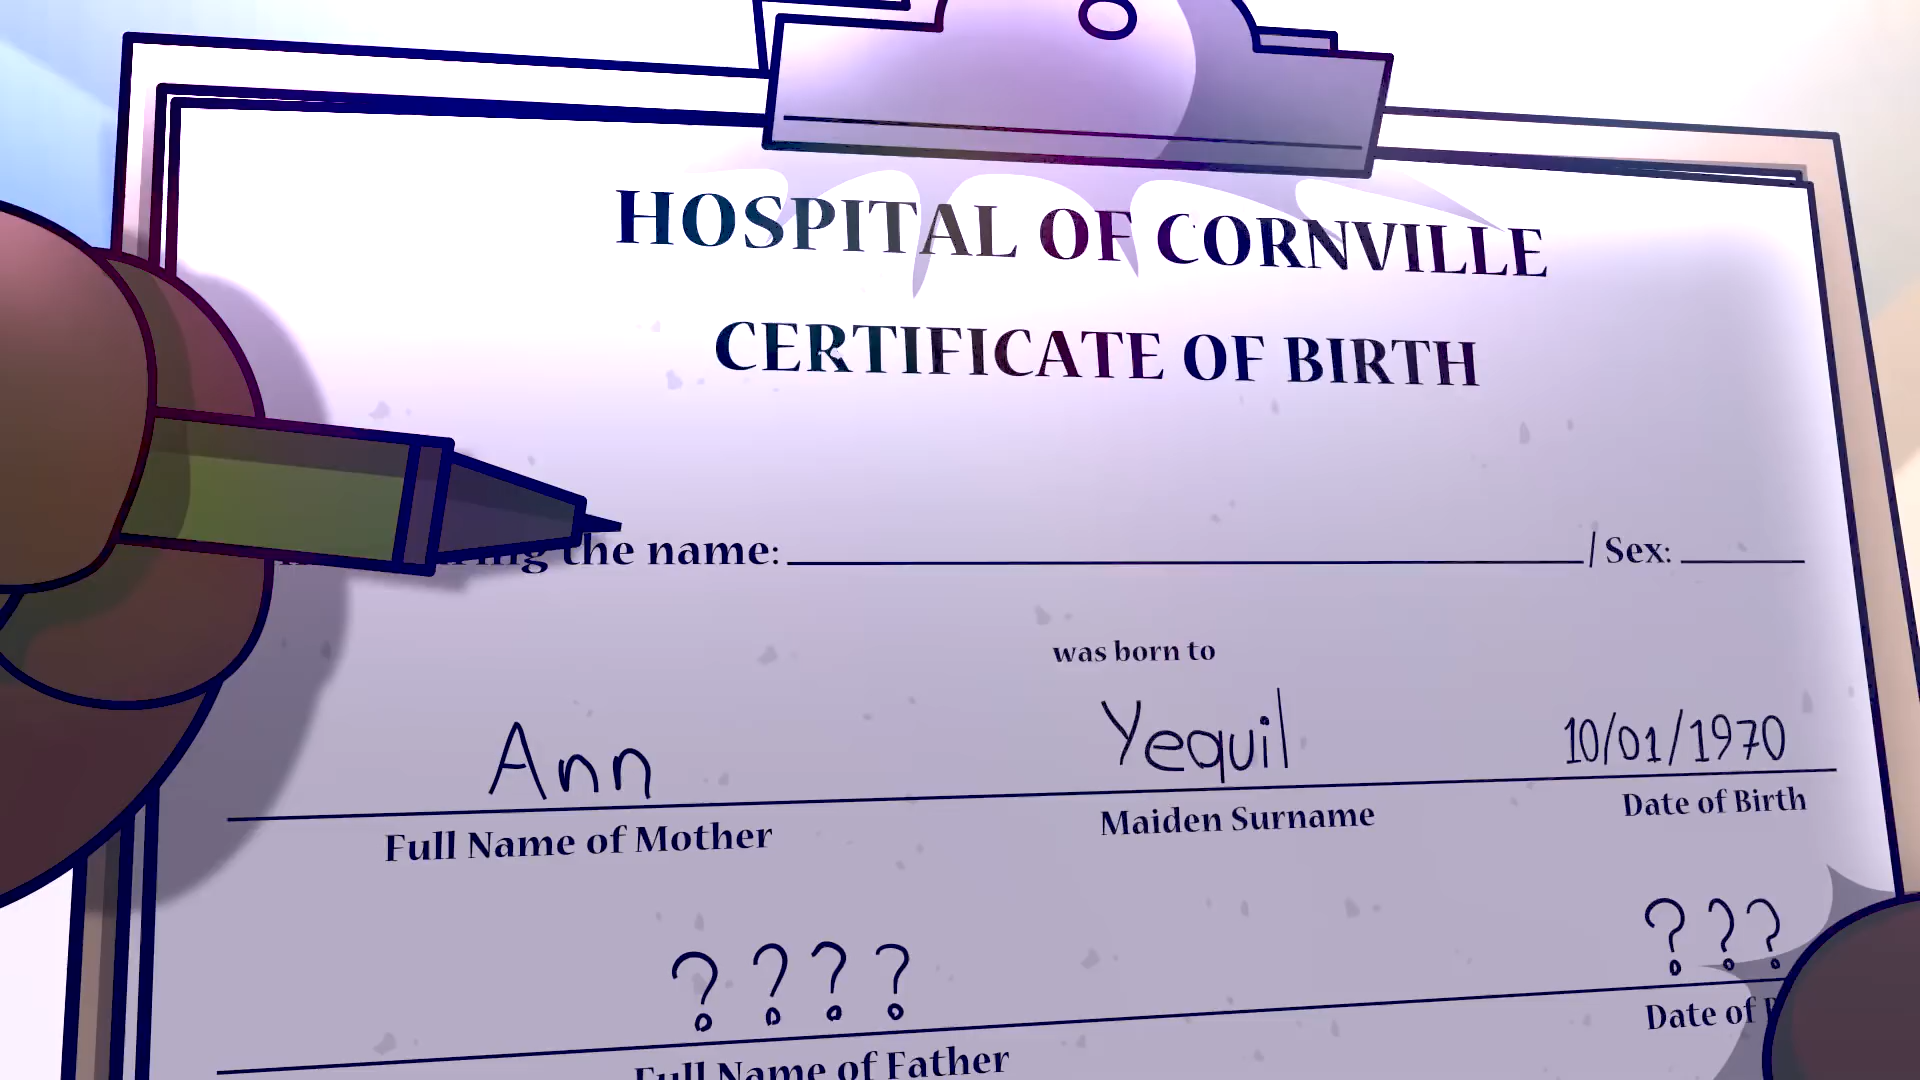 HOSPITAL OF CORNVILLE
CERTIFICATE OF BIRTH
the name: / Sex:
was born to
Ann Yequil 10/01/1970
Full Name of Mother Maiden Surname Date of Birth
???? ???
Full Name of Father Date of